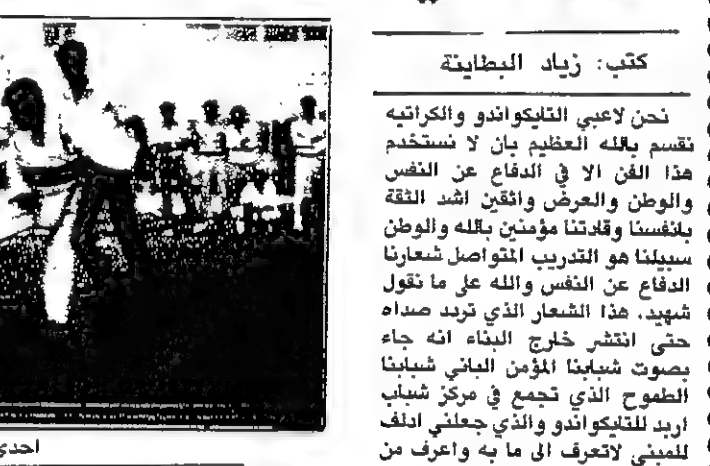 كتب: زياد البطاينة
نحن لاعبي التايكواندو والكراتيه
نقسم بالله العظيم بان لا نستخدم
هذا الفن الا في الدفاع عن النفس
والوطن والعرض واثقين اشد الثقة
بانفسنا وقادتنا مؤمنين بالله والوطن
سبيلنا هو التدريب المتواصل شعارنا
الدفاع عن النفس والله على ما نقول
شهيد. هذا الشعار الذي تردد صداه
حتى انتشر خارج البناء انه جاء
بصوت شبابنا المؤمن الباني شبابنا
الطموح الذي تجمع في مركز شباب
اربد للتايكواندو والذي جعلني ادلف
للمبنى لاتعرف الى ما به واعرف من
احدى